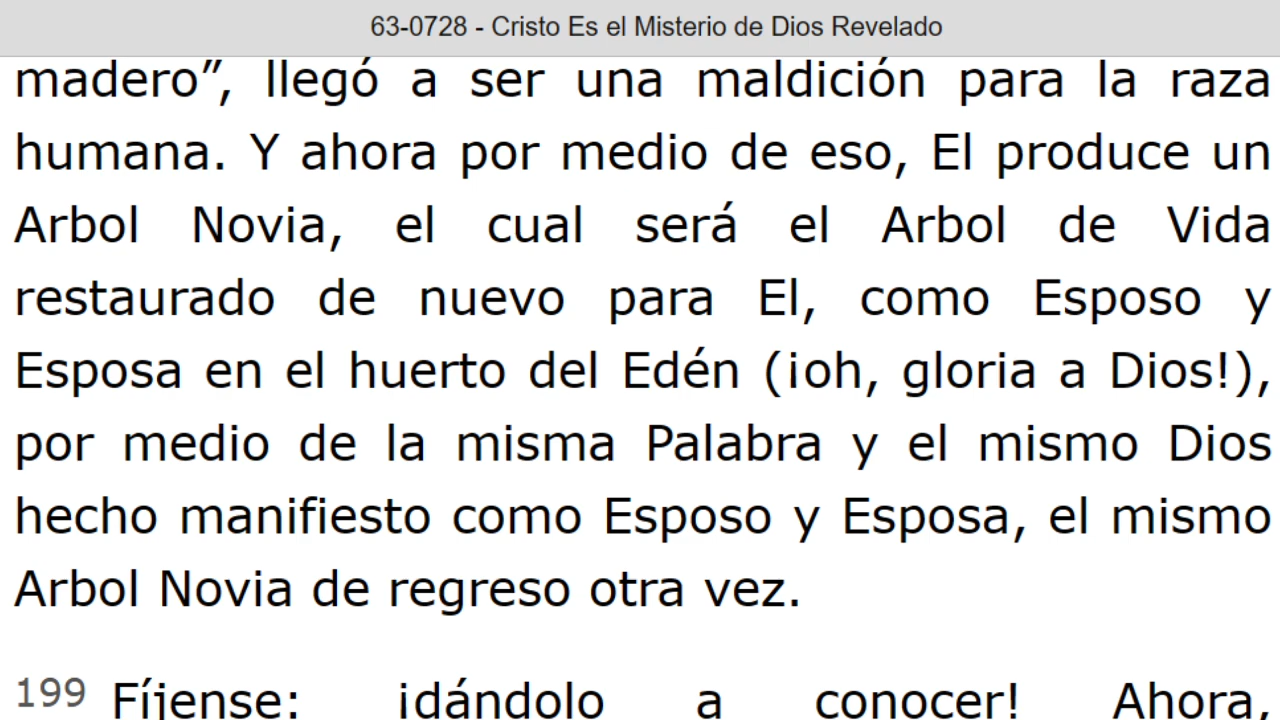 63-0728 - Cristo Es el Misterio de Dios Revelado
madero”, llegó a ser una maldición para la raza
humana. Y ahora por medio de eso, El produce un
Arbol Novia, el cual será el Arbol de Vida
restaurado de nuevo para El, como Esposo y
Esposa en el huerto del Edén (¡oh, gloria a Dios!),
por medio de la misma Palabra y el mismo Dios
hecho manifiesto como Esposo y Esposa, el mismo
Arbol Novia de regreso otra vez.
199 Fíjense: ¡dándolo a conocer! Ahora,